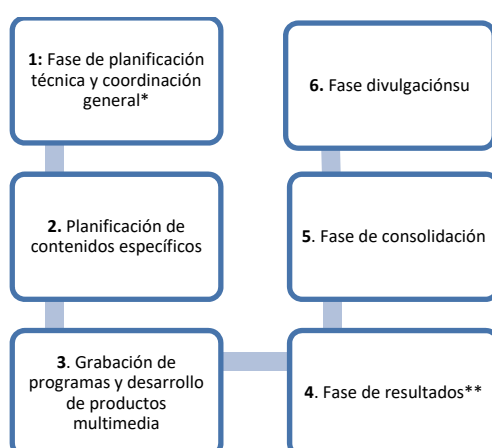 1: Fase de planificación
técnica y coordinación
general*
2. Planificación de
contenidos específicos
3. Grabación de
programas y desarrollo
de productos
multimedia
4. Fase de resultados**
5. Fase de consolidación
6. Fase divulgaciónsu